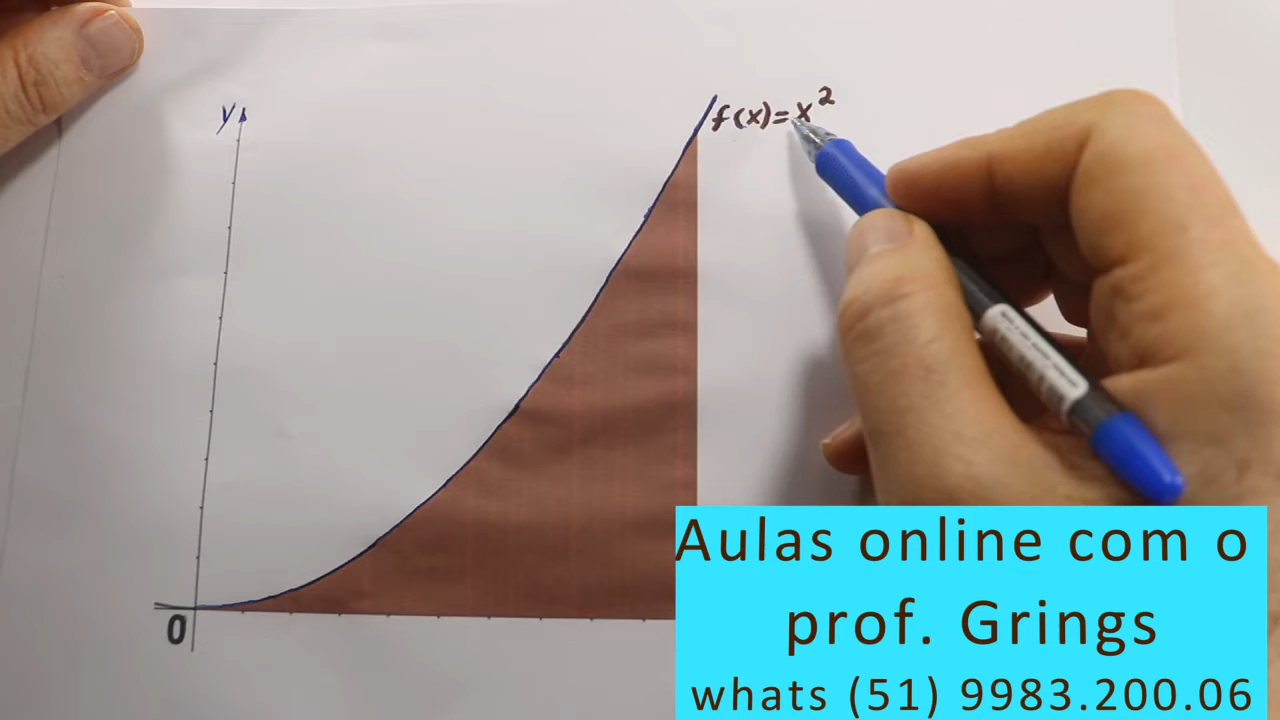 y
f(x)=x²
0
Aulas online com o
prof. Grings
whats (51) 9983.200.06